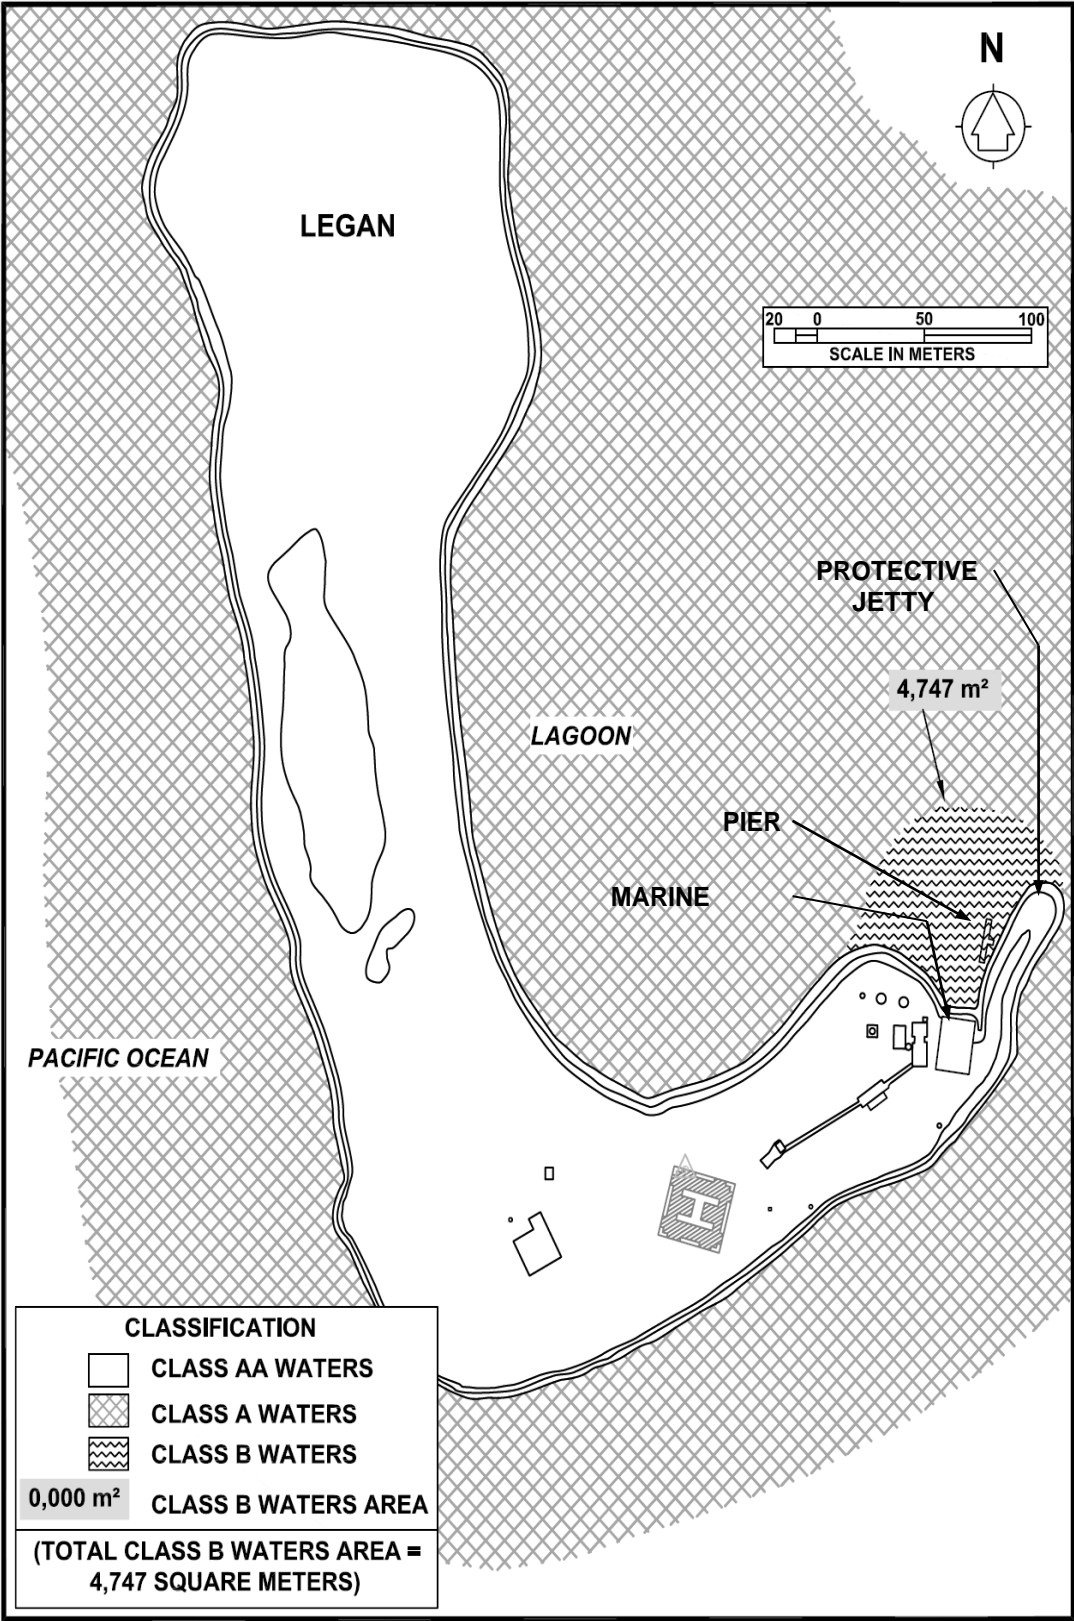 N
LEGAN
20 0 50 100
SCALE IN METERS
PROTECTIVE
JETTY
4,747 m²
LAGOON
PIER
MARINE
PACIFIC OCEAN
H
CLASSIFICATION
CLASS AA WATERS
CLASS A WATERS
CLASS B WATERS
0,000 m² CLASS B WATERS AREA
(TOTAL CLASS B WATERS AREA =
4,747 SQUARE METERS)